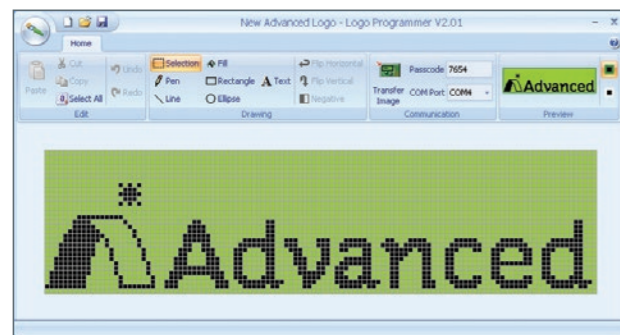 New Advanced Logo - Logo Programmer V2.01
Home
Paste
Cut
Copy
Select All
Undo
Redo
Edit
Selection
Fill
Pen
Rectangle
A Text
Line
Ellipse
Drawing
Flip Horizontal
Flip Vertical
Negative
Transfer Image
Passcode 7654
COM Port COM4
Communication
Advanced
Preview
Advanced